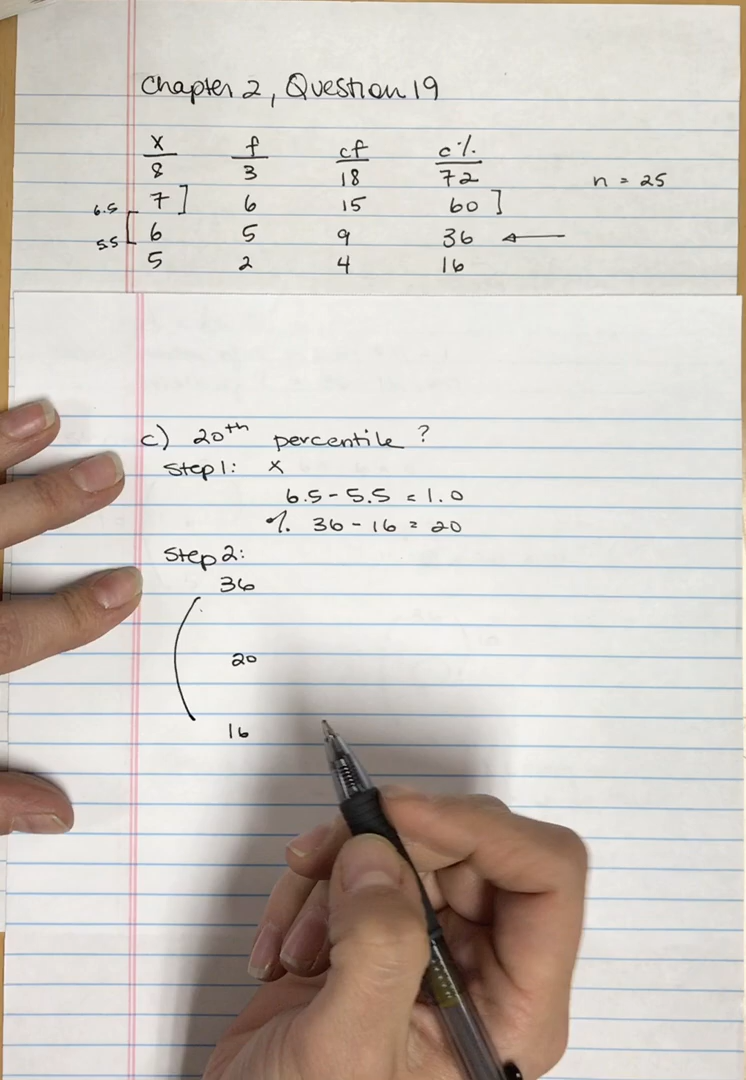 Chapter 2, Question 19
x f cf c%
8 3 18 72 n = 25
6.5 7 ] 6 15 60 ]
5.5 [ 6 5 9 36 ←
5 2 4 16
c) 20th percentile ?
Step 1: x
6.5 - 5.5 = 1.0
% 36 - 16 = 20
Step 2:
36
20
16